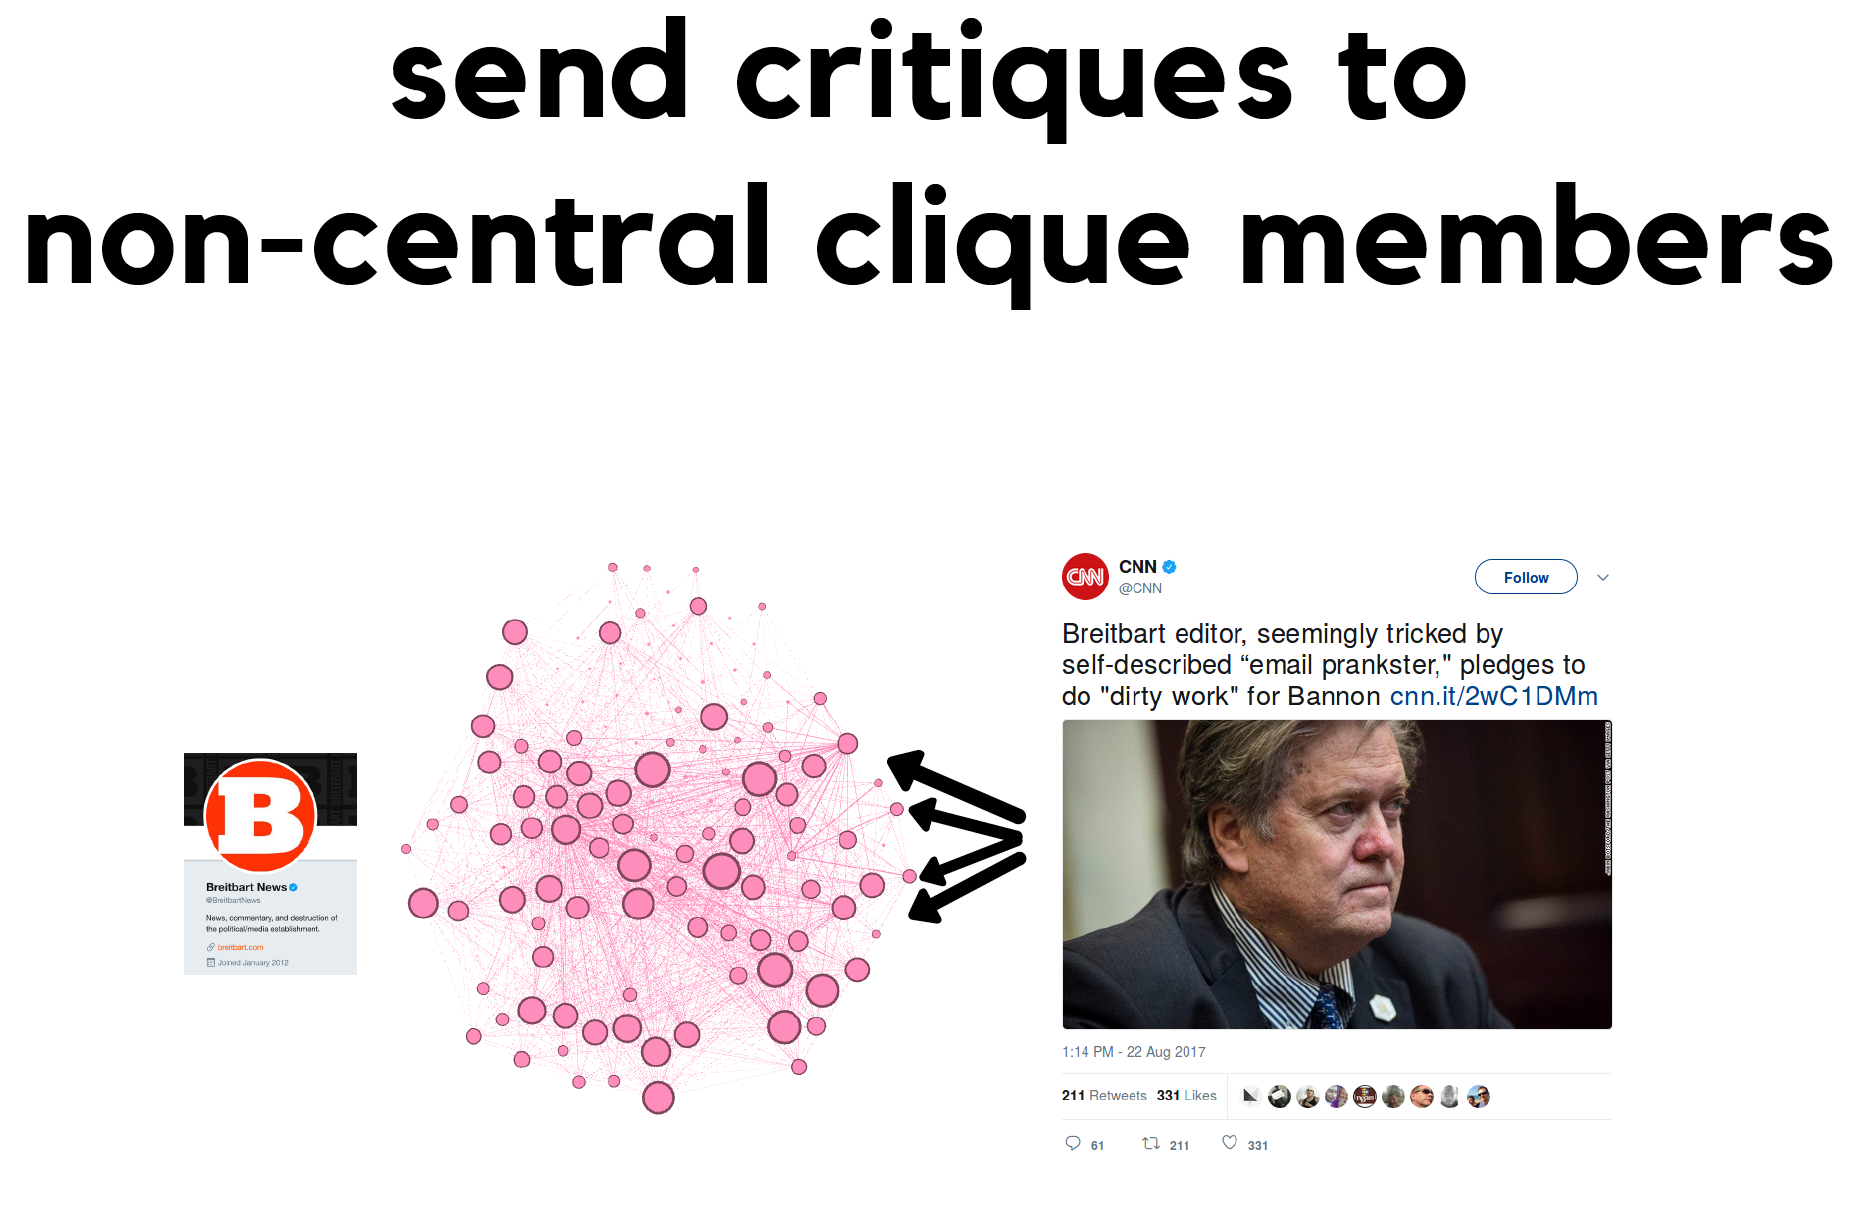 send critiques to
non-central clique members
CNN
CNN
@CNN
Follow
Breitbart editor, seemingly tricked by
self-described “email prankster," pledges to
do "dirty work" for Bannon cnn.it/2wC1DMm
B
Breitbart News
@BreitbartNews
News, commentary, and destruction of
the political/media establishment.
breitbart.com
Joined January 2012
1:14 PM - 22 Aug 2017
211 Retweets 331 Likes
61 211 331